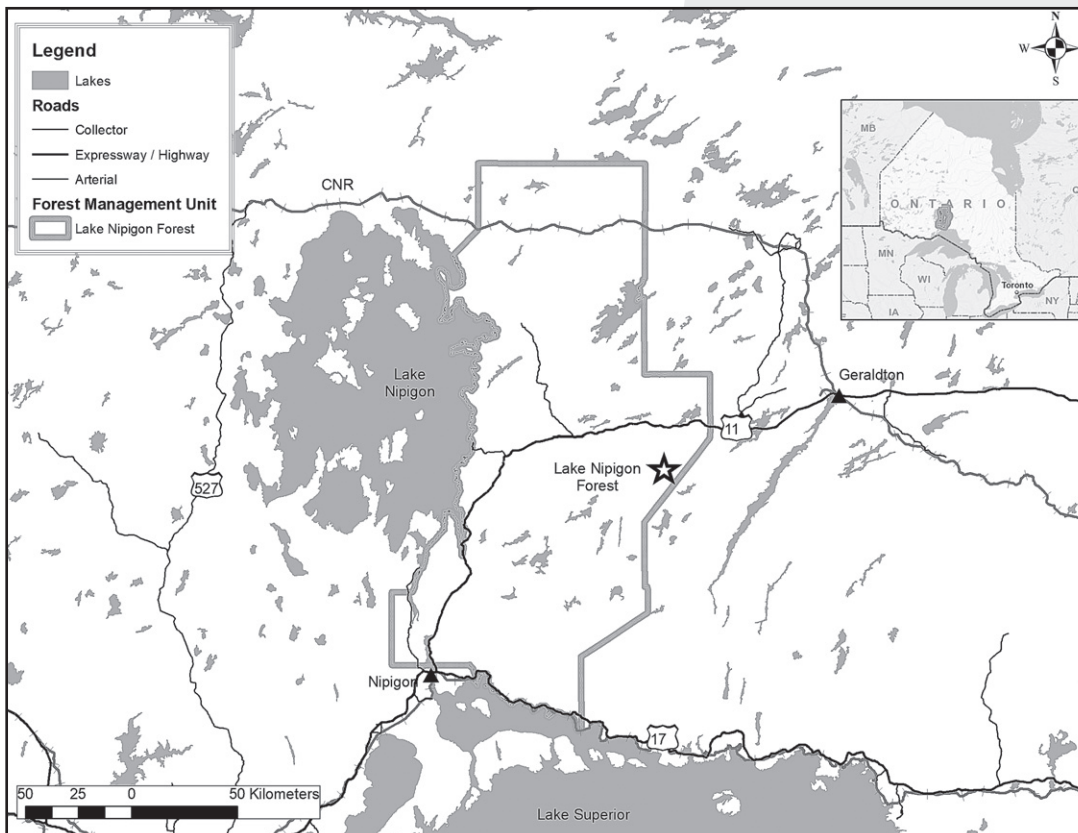 Legend
Lakes
Roads
Collector
Expressway / Highway
Arterial
Forest Management Unit
Lake Nipigon Forest
N
W
E
S
MB
ONTARIO
MN
WI
IA
Toronto
NY
CNR
Lake
Nipigon
Geraldton
11
527
Lake Nipigon
Forest
Nipigon
17
50 25 0 50 Kilometers
Lake Superior